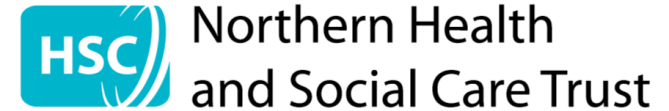 HSC
Northern Health
and Social Care Trust